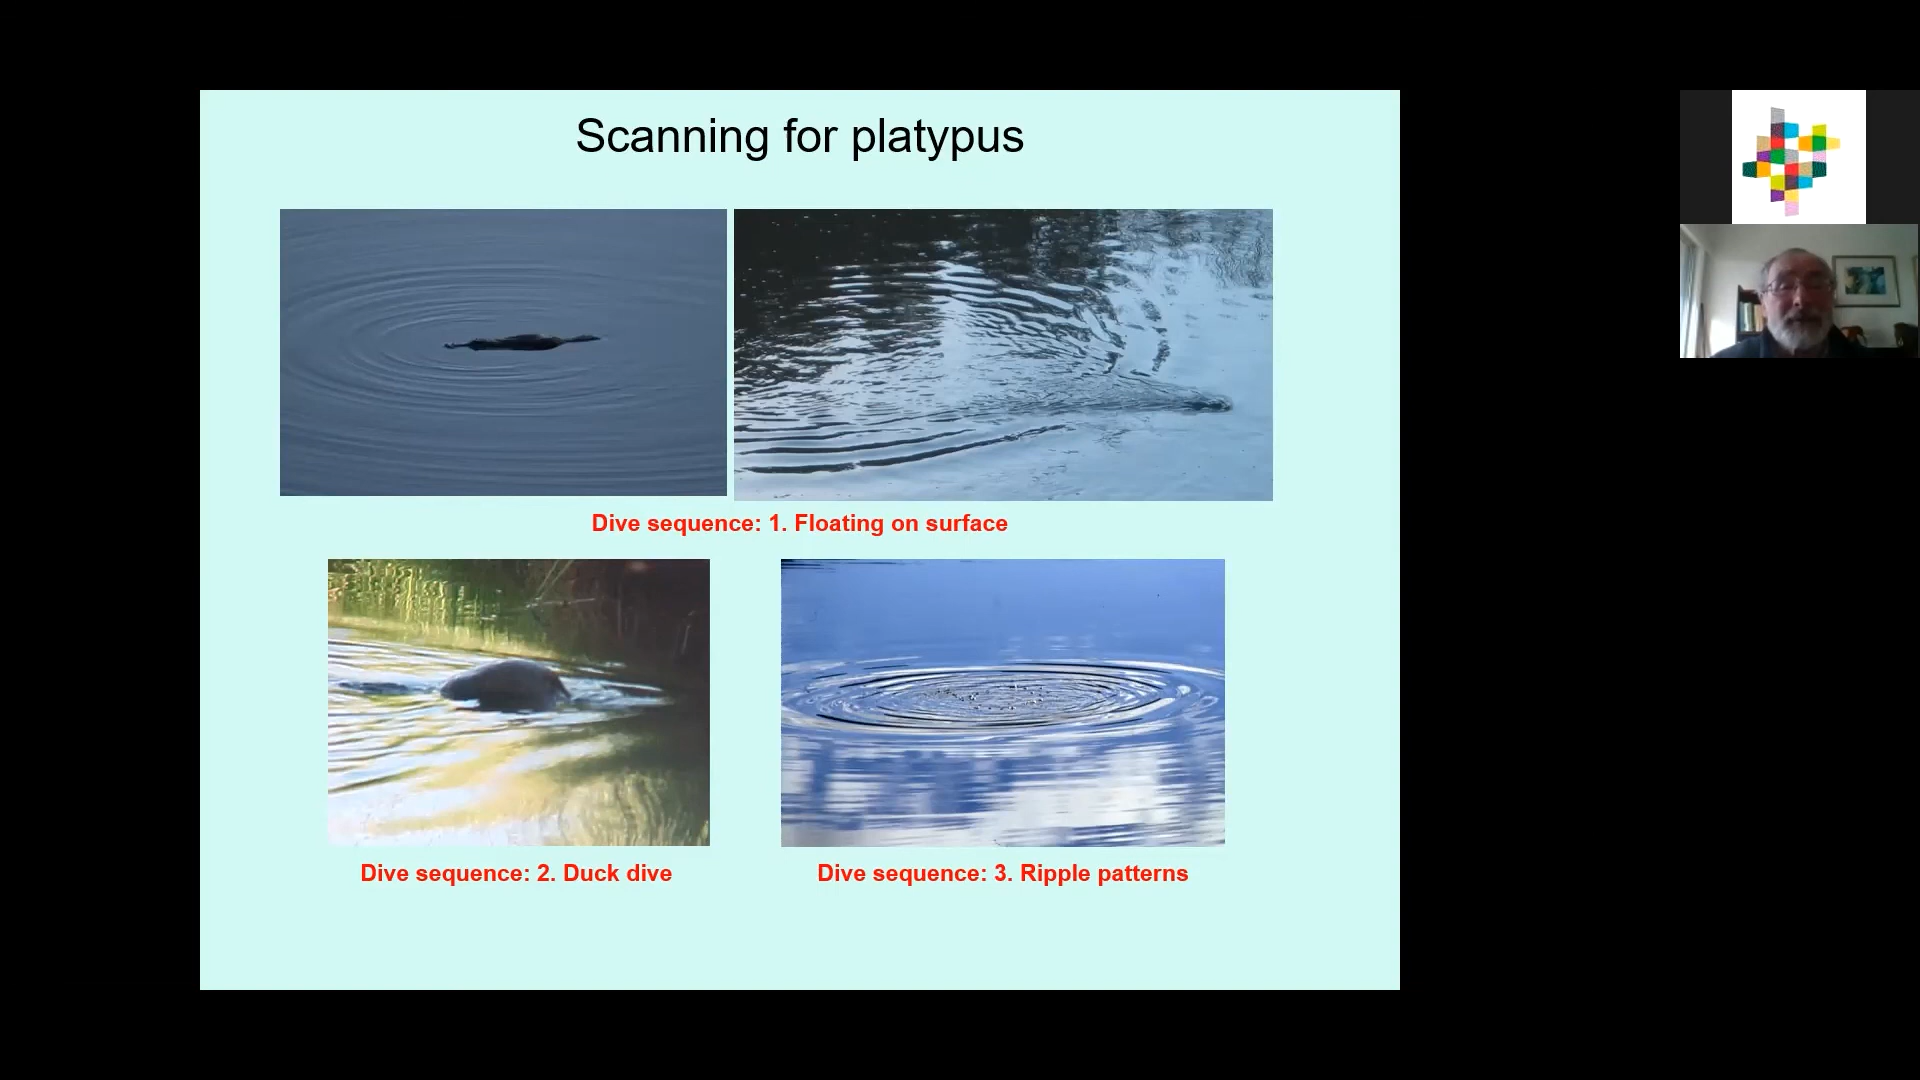 Scanning for platypus
Dive sequence: 1. Floating on surface
Dive sequence: 2. Duck dive
Dive sequence: 3. Ripple patterns